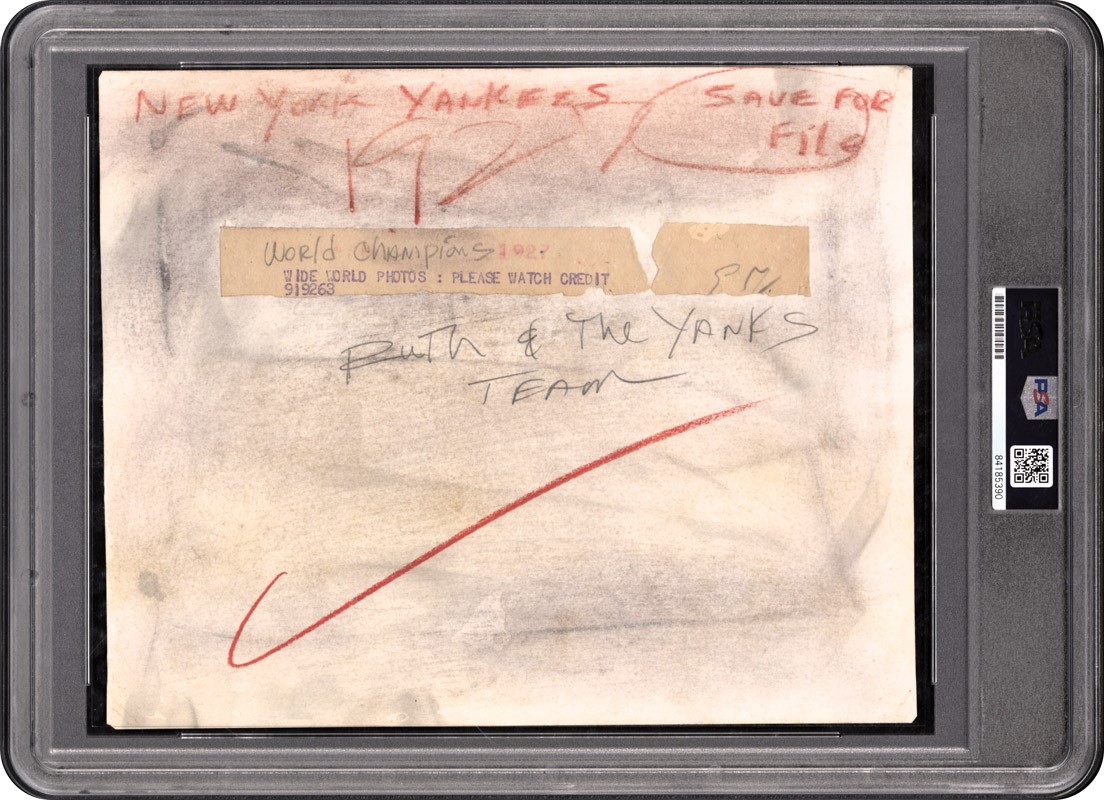 NEW York YANKEES
SAVE FOR
File
192
World Champions
WIDE WORLD PHOTOS : PLEASE WATCH CREDIT
919263
RUTH & The YANKS
TEAM
PSA
84185390